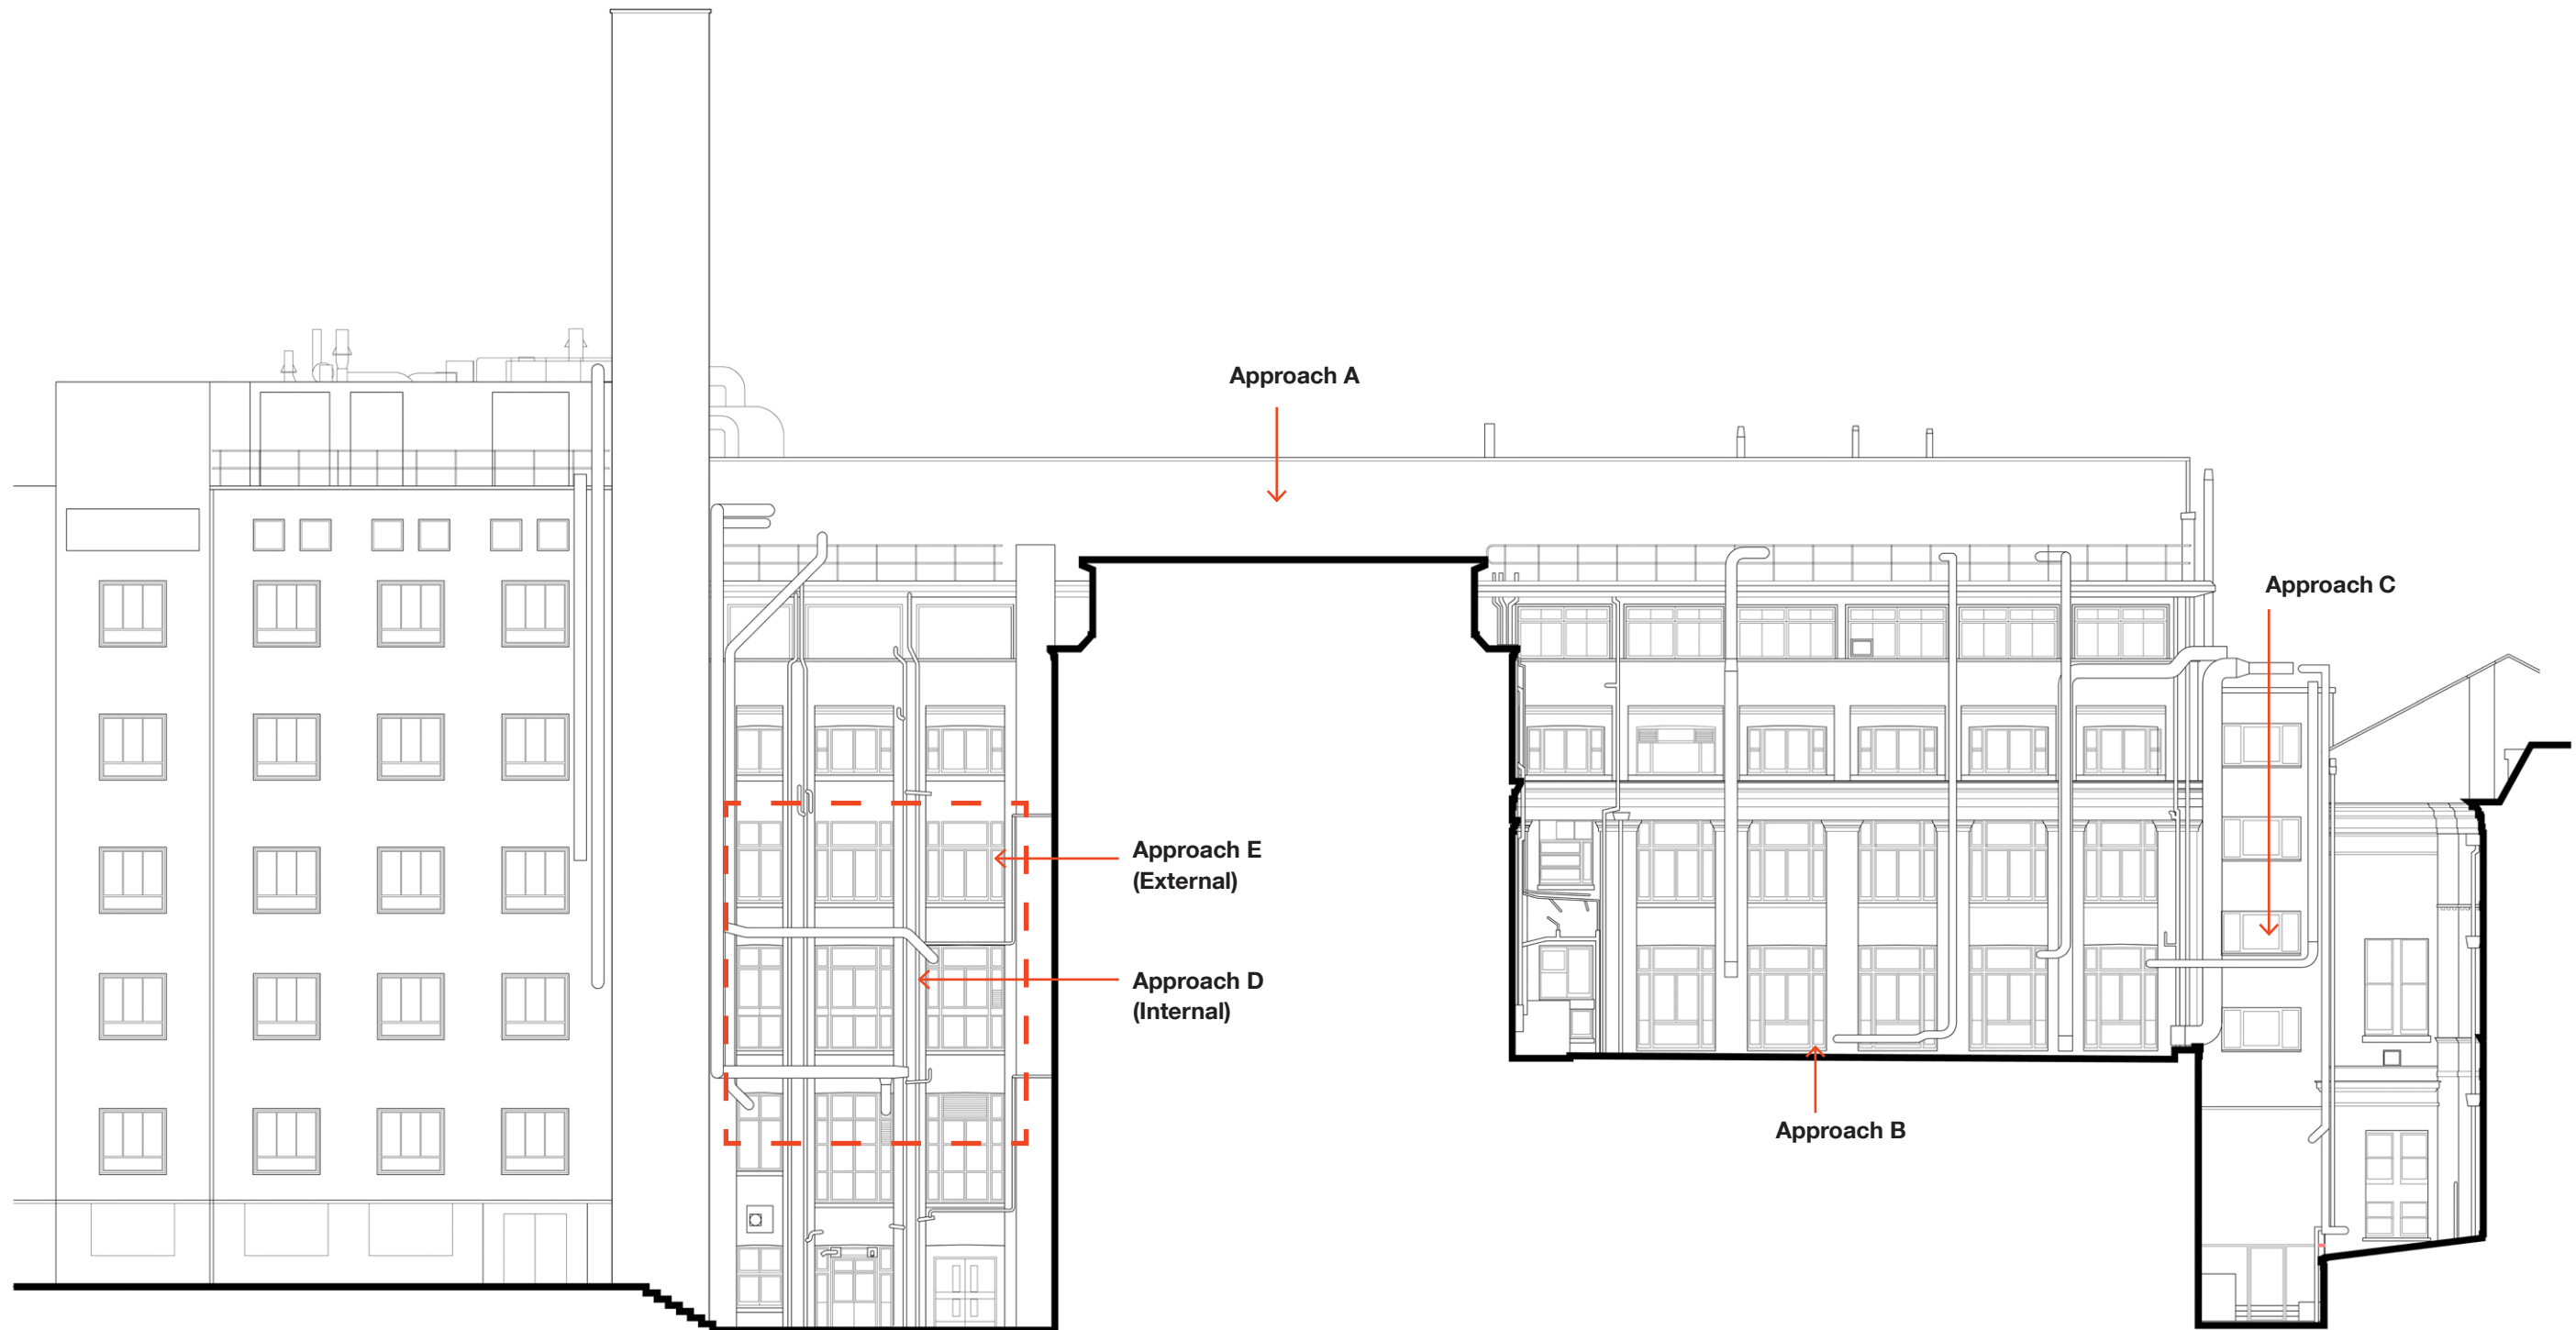 Approach A
Approach C
Approach E
(External)
Approach D
(Internal)
Approach B